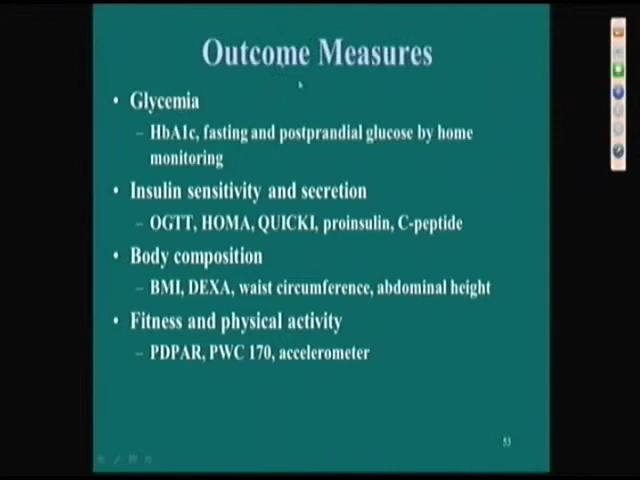 Outcome Measures
• Glycemia
– HbA1c, fasting and postprandial glucose by home
monitoring
• Insulin sensitivity and secretion
– OGTT, HOMA, QUICKI, proinsulin, C-peptide
• Body composition
– BMI, DEXA, waist circumference, abdominal height
• Fitness and physical activity
– PDPAR, PWC 170, accelerometer
53